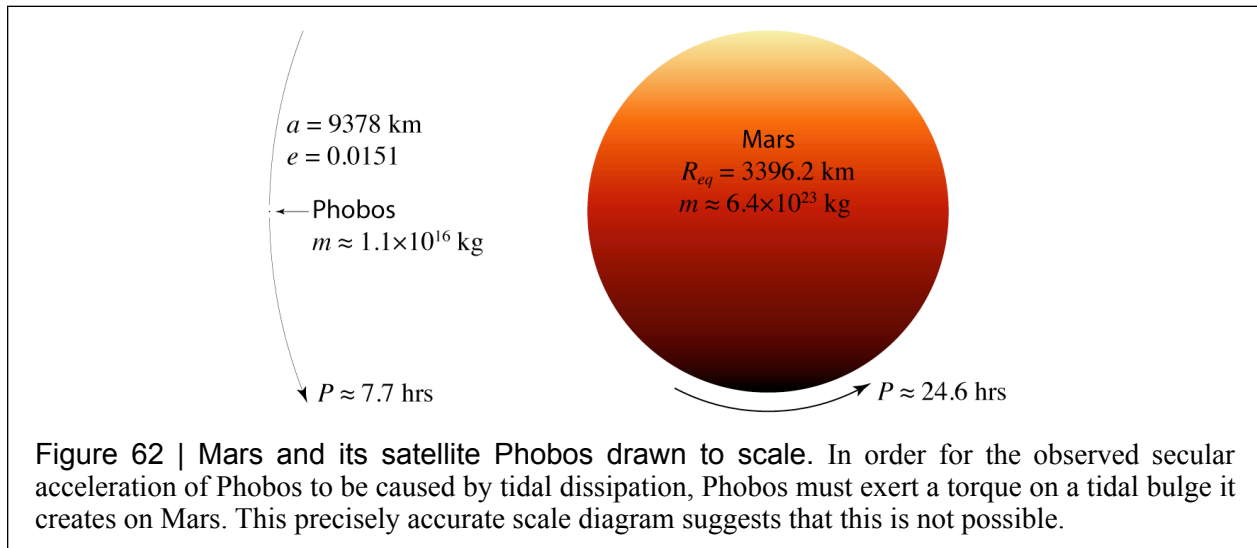 a = 9378 km
e = 0.0151
Phobos
m ≈ 1.1×10¹⁶ kg
P ≈ 7.7 hrs
Mars
R_eq = 3396.2 km
m ≈ 6.4×10²³ kg
P ≈ 24.6 hrs
Figure 62 | Mars and its satellite Phobos drawn to scale. In order for the observed secular
acceleration of Phobos to be caused by tidal dissipation, Phobos must exert a torque on a tidal bulge it
creates on Mars. This precisely accurate scale diagram suggests that this is not possible.